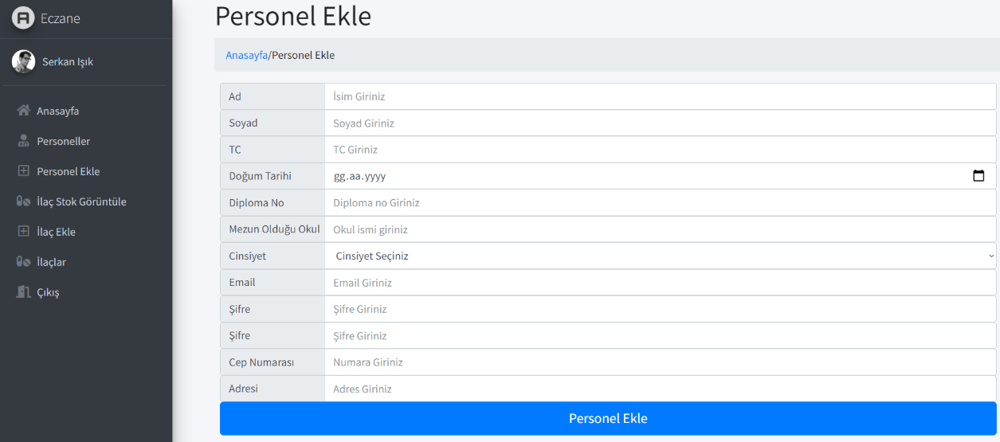 Eczane
Serkan Işık
Anasayfa
Personeller
Personel Ekle
İlaç Stok Görüntüle
İlaç Ekle
İlaçlar
Çıkış
Personel Ekle
Anasayfa/Personel Ekle
Ad İsim Giriniz
Soyad Soyad Giriniz
TC TC Giriniz
Doğum Tarihi gg.aa.yyyy
Diploma No Diploma no Giriniz
Mezun Olduğu Okul Okul ismi giriniz
Cinsiyet Cinsiyet Seçiniz
Email Email Giriniz
Şifre Şifre Giriniz
Şifre Şifre Giriniz
Cep Numarası Numara Giriniz
Adresi Adres Giriniz
Personel Ekle